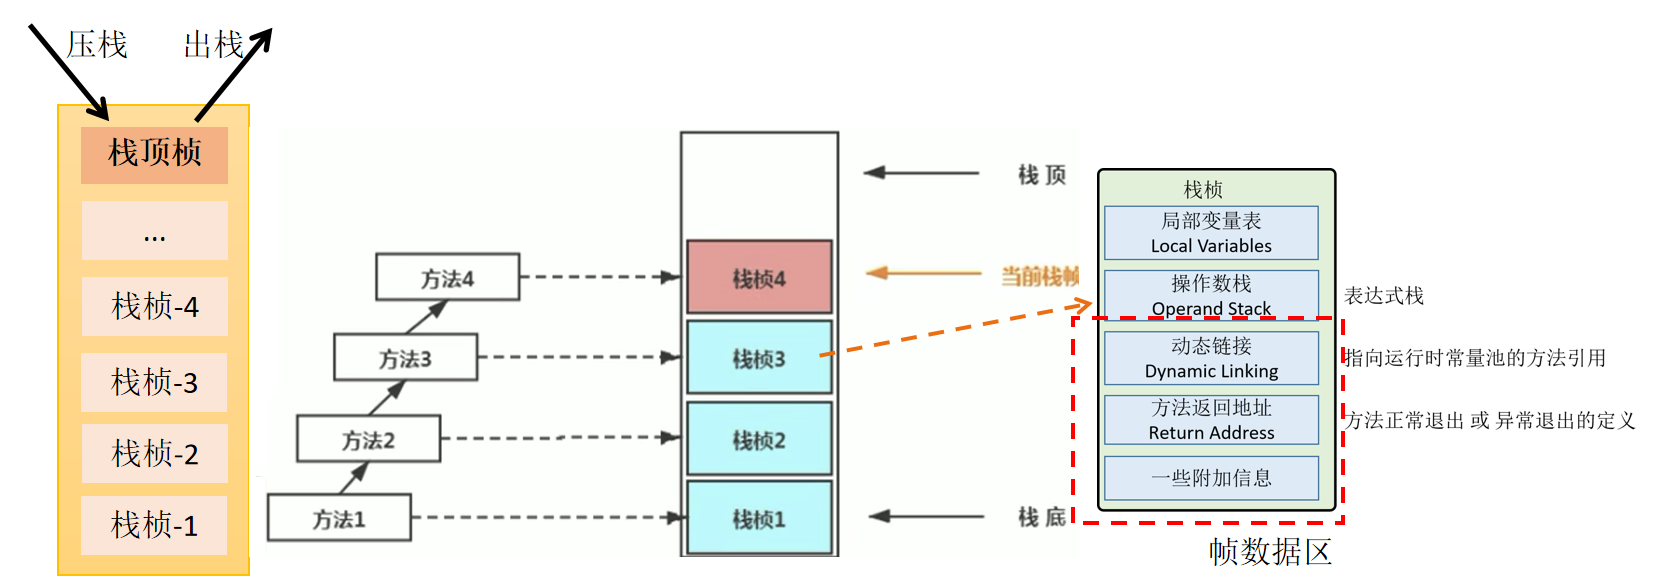 压栈
出栈
栈顶桢
...
栈桢-4
栈桢-3
栈桢-2
栈桢-1
方法4
方法3
方法2
方法1
栈桢4
栈桢3
栈桢2
栈桢1
栈 顶
当前栈帧
栈 底
栈桢
局部变量表
Local Variables
操作数栈
Operand Stack
动态链接
Dynamic Linking
方法返回地址
Return Address
一些附加信息
表达式栈
指向运行时常量池的方法引用
方法正常退出 或 异常退出的定义
帧数据区